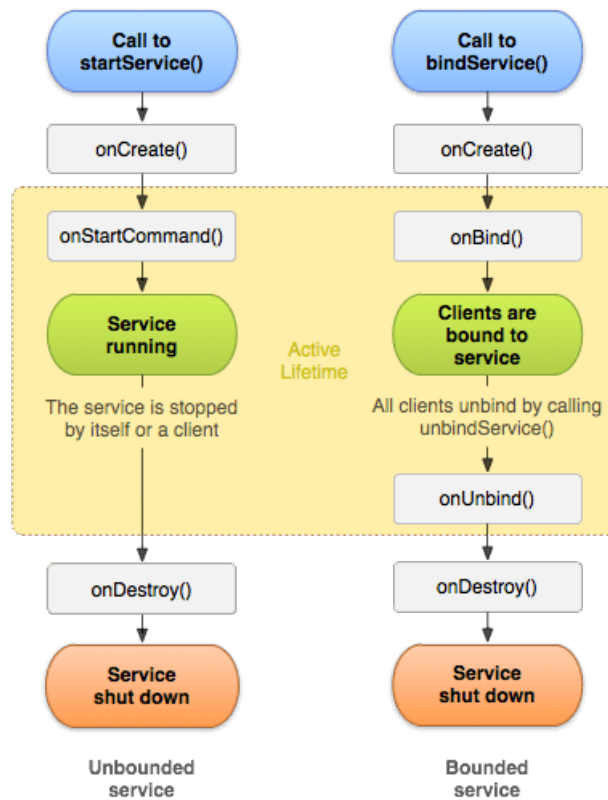 Call to
startService()
onCreate()
onStartCommand()
Service
running
The service is stopped
by itself or a client
onDestroy()
Service
shut down
Unbounded
service
Active
Lifetime
Call to
bindService()
onCreate()
onBind()
Clients are
bound to
service
All clients unbind by calling
unbindService()
onUnbind()
onDestroy()
Service
shut down
Bounded
service